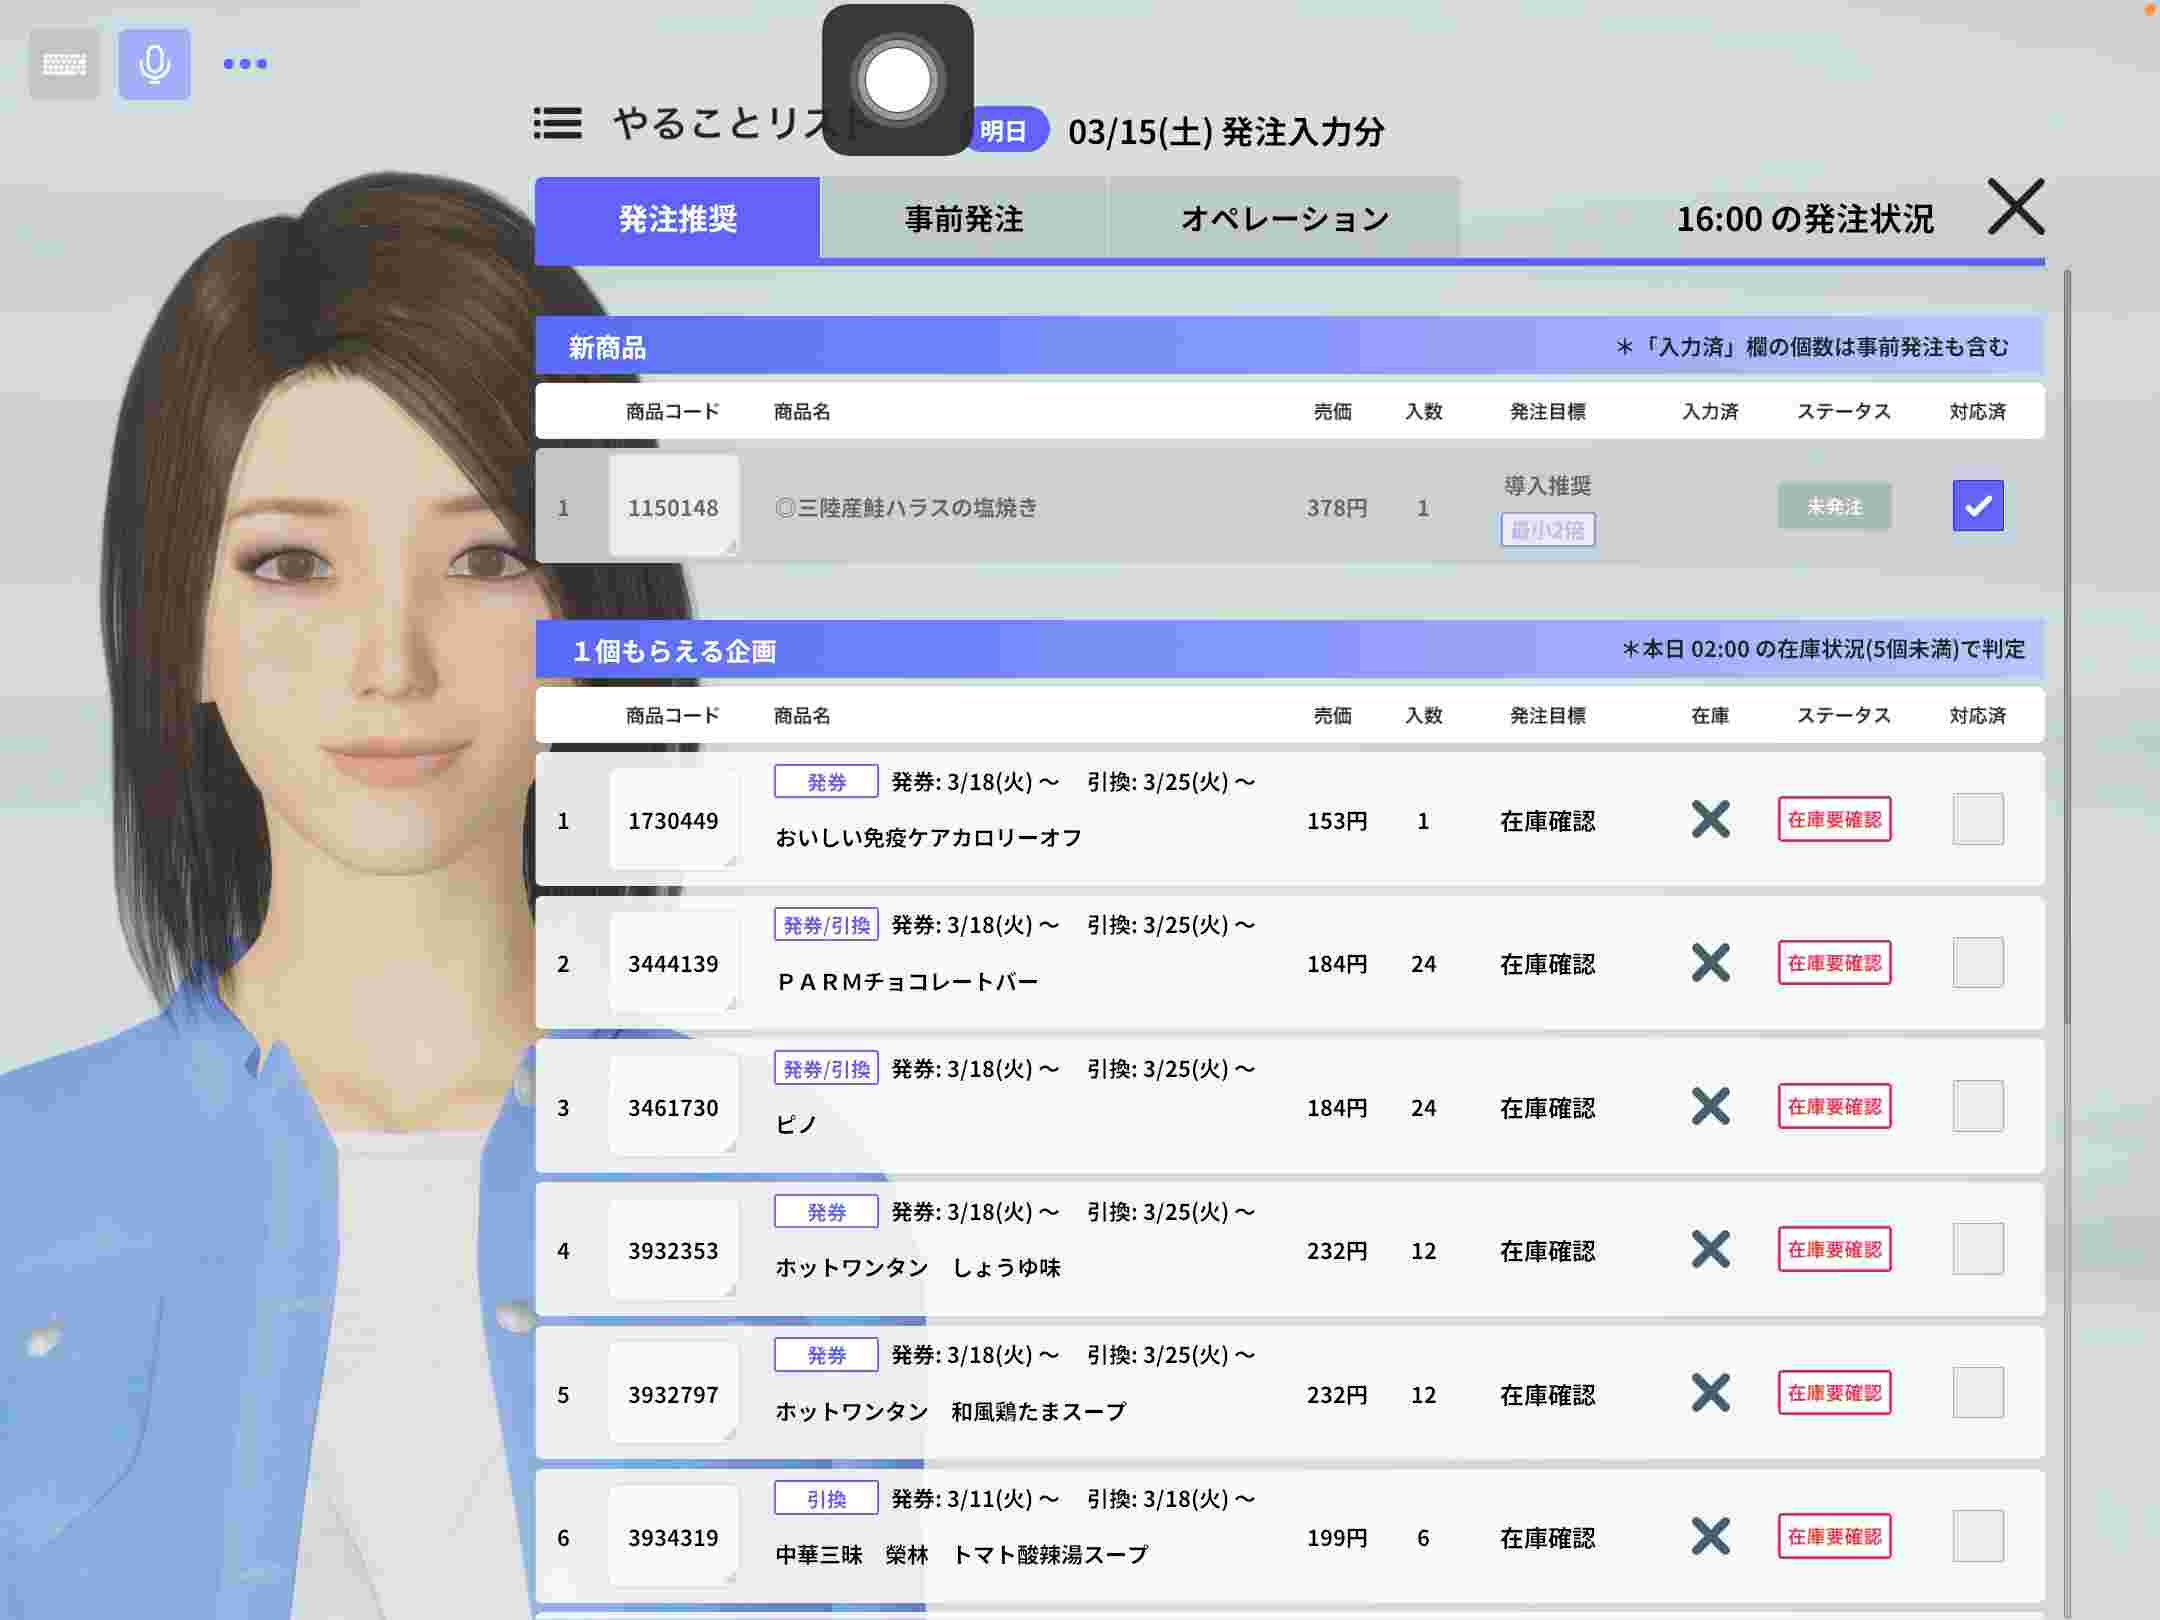 やることリスト
明日 03/15(土) 発注入力分
発注推奨 事前発注 オペレーション 16:00 の発注状況
新商品 ＊「入力済」欄の個数は事前発注も含む
商品コード 商品名 売価 入数 発注目標 入力済 ステータス 対応済
1 1150148 ◎三陸産鮭ハラスの塩焼き 378円 1 導入推奨 未発注
最小2倍
１個もらえる企画 ＊本日 02:00 の在庫状況(5個未満)で判定
商品コード 商品名 売価 入数 発注目標 在庫 ステータス 対応済
発券 発券: 3/18(火) ～ 引換: 3/25(火) ～
1 1730449 おいしい免疫ケアカロリーオフ 153円 1 在庫確認 在庫要確認
発券/引換 発券: 3/18(火) ～ 引換: 3/25(火) ～
2 3444139 ＰＡＲＭチョコレートバー 184円 24 在庫確認 在庫要確認
発券/引換 発券: 3/18(火) ～ 引換: 3/25(火) ～
3 3461730 ピノ 184円 24 在庫確認 在庫要確認
発券 発券: 3/18(火) ～ 引換: 3/25(火) ～
4 3932353 ホットワンタン　しょうゆ味 232円 12 在庫確認 在庫要確認
発券 発券: 3/18(火) ～ 引換: 3/25(火) ～
5 3932797 ホットワンタン　和風鶏たまスープ 232円 12 在庫確認 在庫要確認
引換 発券: 3/11(火) ～ 引換: 3/18(火) ～
6 3934319 中華三昧　榮林　トマト酸辣湯スープ 199円 6 在庫確認 在庫要確認